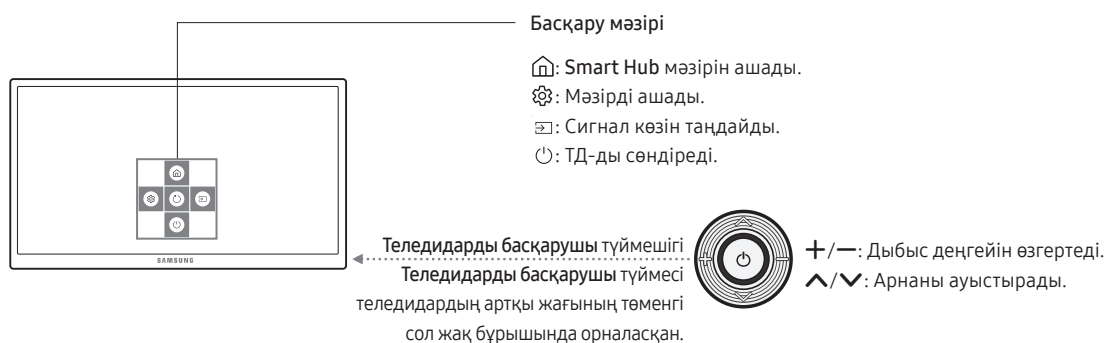 Басқару мәзірі
: Smart Hub мәзірін ашады.
: Мәзірді ашады.
: Сигнал көзін таңдайды.
: ТД-ды сөндіреді.
SAMSUNG
Теледидарды басқарушы түймешігі
Теледидарды басқарушы түймесі
теледидардың артқы жағының төменгі
сол жақ бұрышында орналасқан.
+/−: Дыбыс деңгейін өзгертеді.
∧/∨: Арнаны ауыстырады.